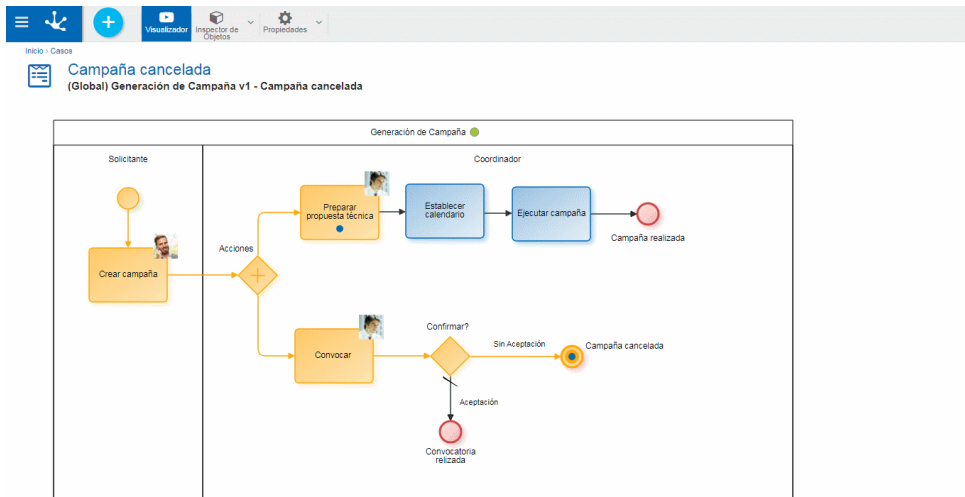 Visualizador
Inspector de
Objetos
Propiedades
Inicio › Casos
Campaña cancelada
(Global) Generación de Campaña v1 - Campaña cancelada
Generación de Campaña
Solicitante
Coordinador
Preparar
propuesta técnica
Establecer
calendario
Ejecutar campaña
Campaña realizada
Acciones
Crear campaña
Convocar
Confirmar?
Sin Aceptación
Campaña cancelada
Aceptación
Convocatoria
relizada